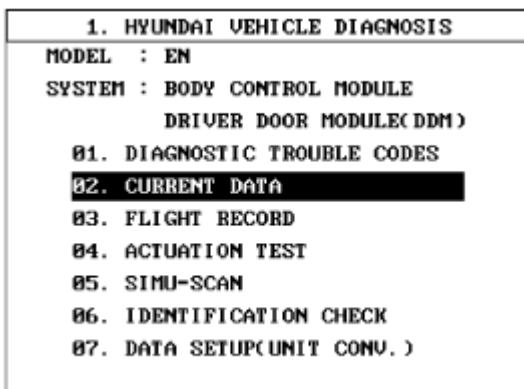 1. HYUNDAI VEHICLE DIAGNOSIS
MODEL : EN
SYSTEM : BODY CONTROL MODULE
DRIVER DOOR MODULE(DDM)
01. DIAGNOSTIC TROUBLE CODES
02. CURRENT DATA
03. FLIGHT RECORD
04. ACTUATION TEST
05. SIMU-SCAN
06. IDENTIFICATION CHECK
07. DATA SETUP(UNIT CONV.)